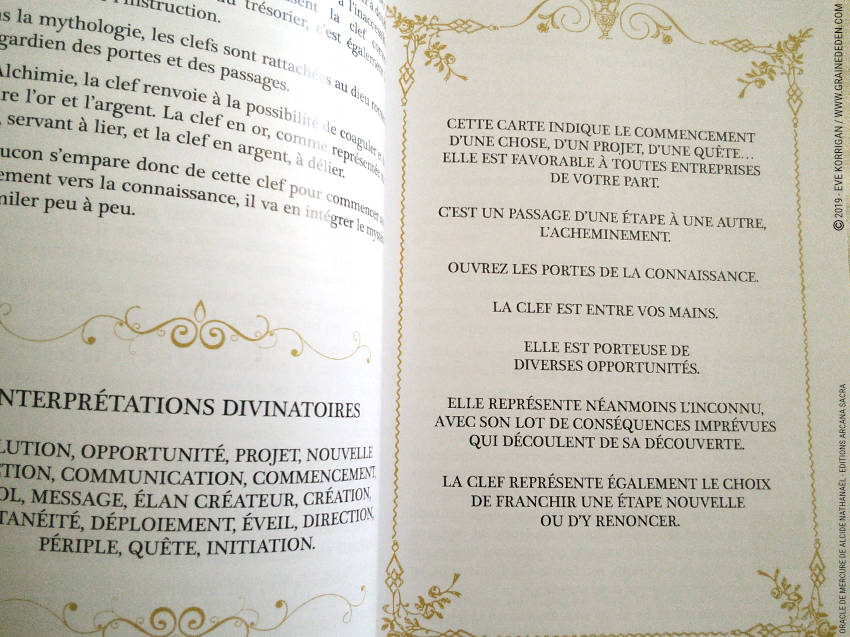 l'instruction.
trésorier, c'est également
la mythologie, les clefs sont rattachées au dieu
gardien des portes et des passages.
Alchimie, la clef renvoie à la possibilité de coaguler
l'or et l'argent. La clef en or, comme représentée
, servant à lier, et la clef en argent, à délier.
s'empare donc de cette clef pour commencer
vers la connaissance, il va en intégrer le
peu à peu.
NTERPRÉTATIONS DIVINATOIRES
LUTION, OPPORTUNITÉ, PROJET, NOUVELLE
CTION, COMMUNICATION, COMMENCEMENT,
OL, MESSAGE, ÉLAN CRÉATEUR, CRÉATION,
TANÉITÉ, DÉPLOIEMENT, ÉVEIL, DIRECTION,
PÉRIPLE, QUÊTE, INITIATION.
CETTE CARTE INDIQUE LE COMMENCEMENT
D'UNE CHOSE, D'UN PROJET, D'UNE QUÊTE...
ELLE EST FAVORABLE À TOUTES ENTREPRISES
DE VOTRE PART.
C'EST UN PASSAGE D'UNE ÉTAPE À UNE AUTRE,
L'ACHEMINEMENT.
OUVREZ LES PORTES DE LA CONNAISSANCE.
LA CLEF EST ENTRE VOS MAINS.
ELLE EST PORTEUSE DE
DIVERSES OPPORTUNITÉS.
ELLE REPRÉSENTE NÉANMOINS L'INCONNU,
AVEC SON LOT DE CONSÉQUENCES IMPRÉVUES
QUI DÉCOULENT DE SA DÉCOUVERTE.
LA CLEF REPRÉSENTE ÉGALEMENT LE CHOIX
DE FRANCHIR UNE ÉTAPE NOUVELLE
OU D'Y RENONCER.
© 2019 - EVE KORRIGAN / WWW.GRAINEDEDEN.COM
ORACLE DE MERCURE DE ALCIDE NATHANAËL - EDITIONS ARCANA SACRA